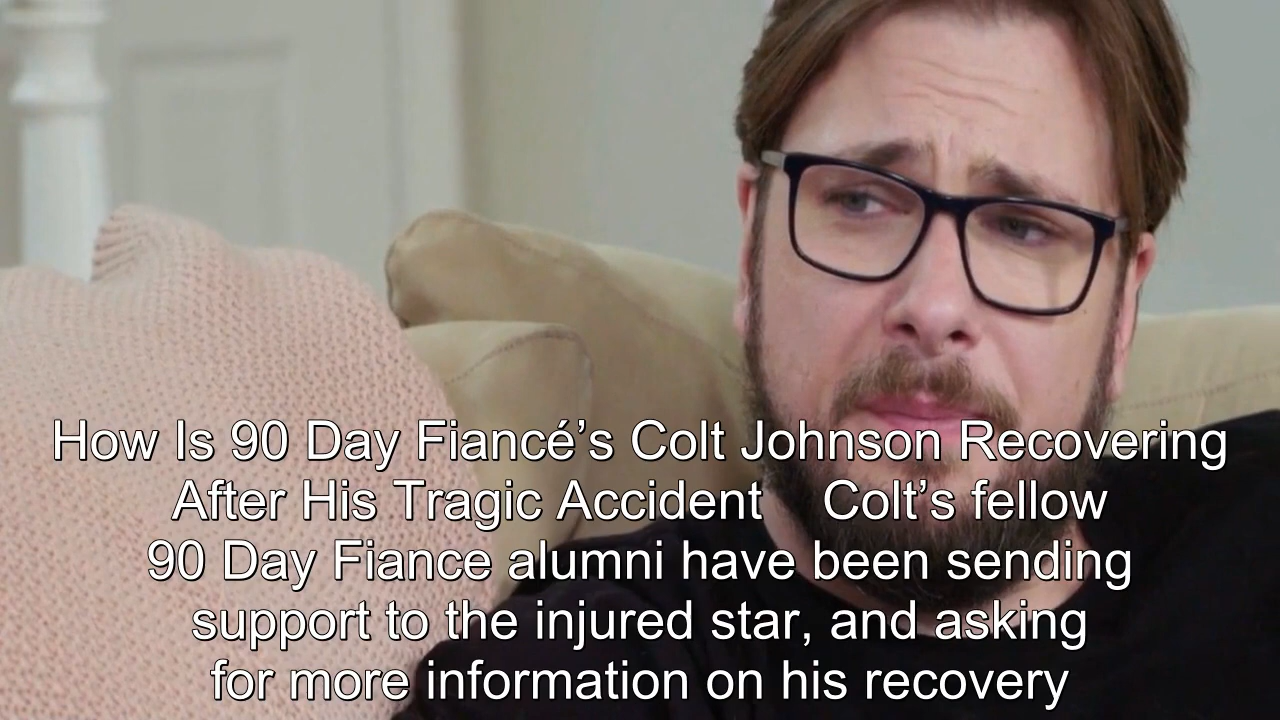 How Is 90 Day Fiancé’s Colt Johnson Recovering
After His Tragic Accident Colt’s fellow
90 Day Fiance alumni have been sending
support to the injured star, and asking
for more information on his recovery